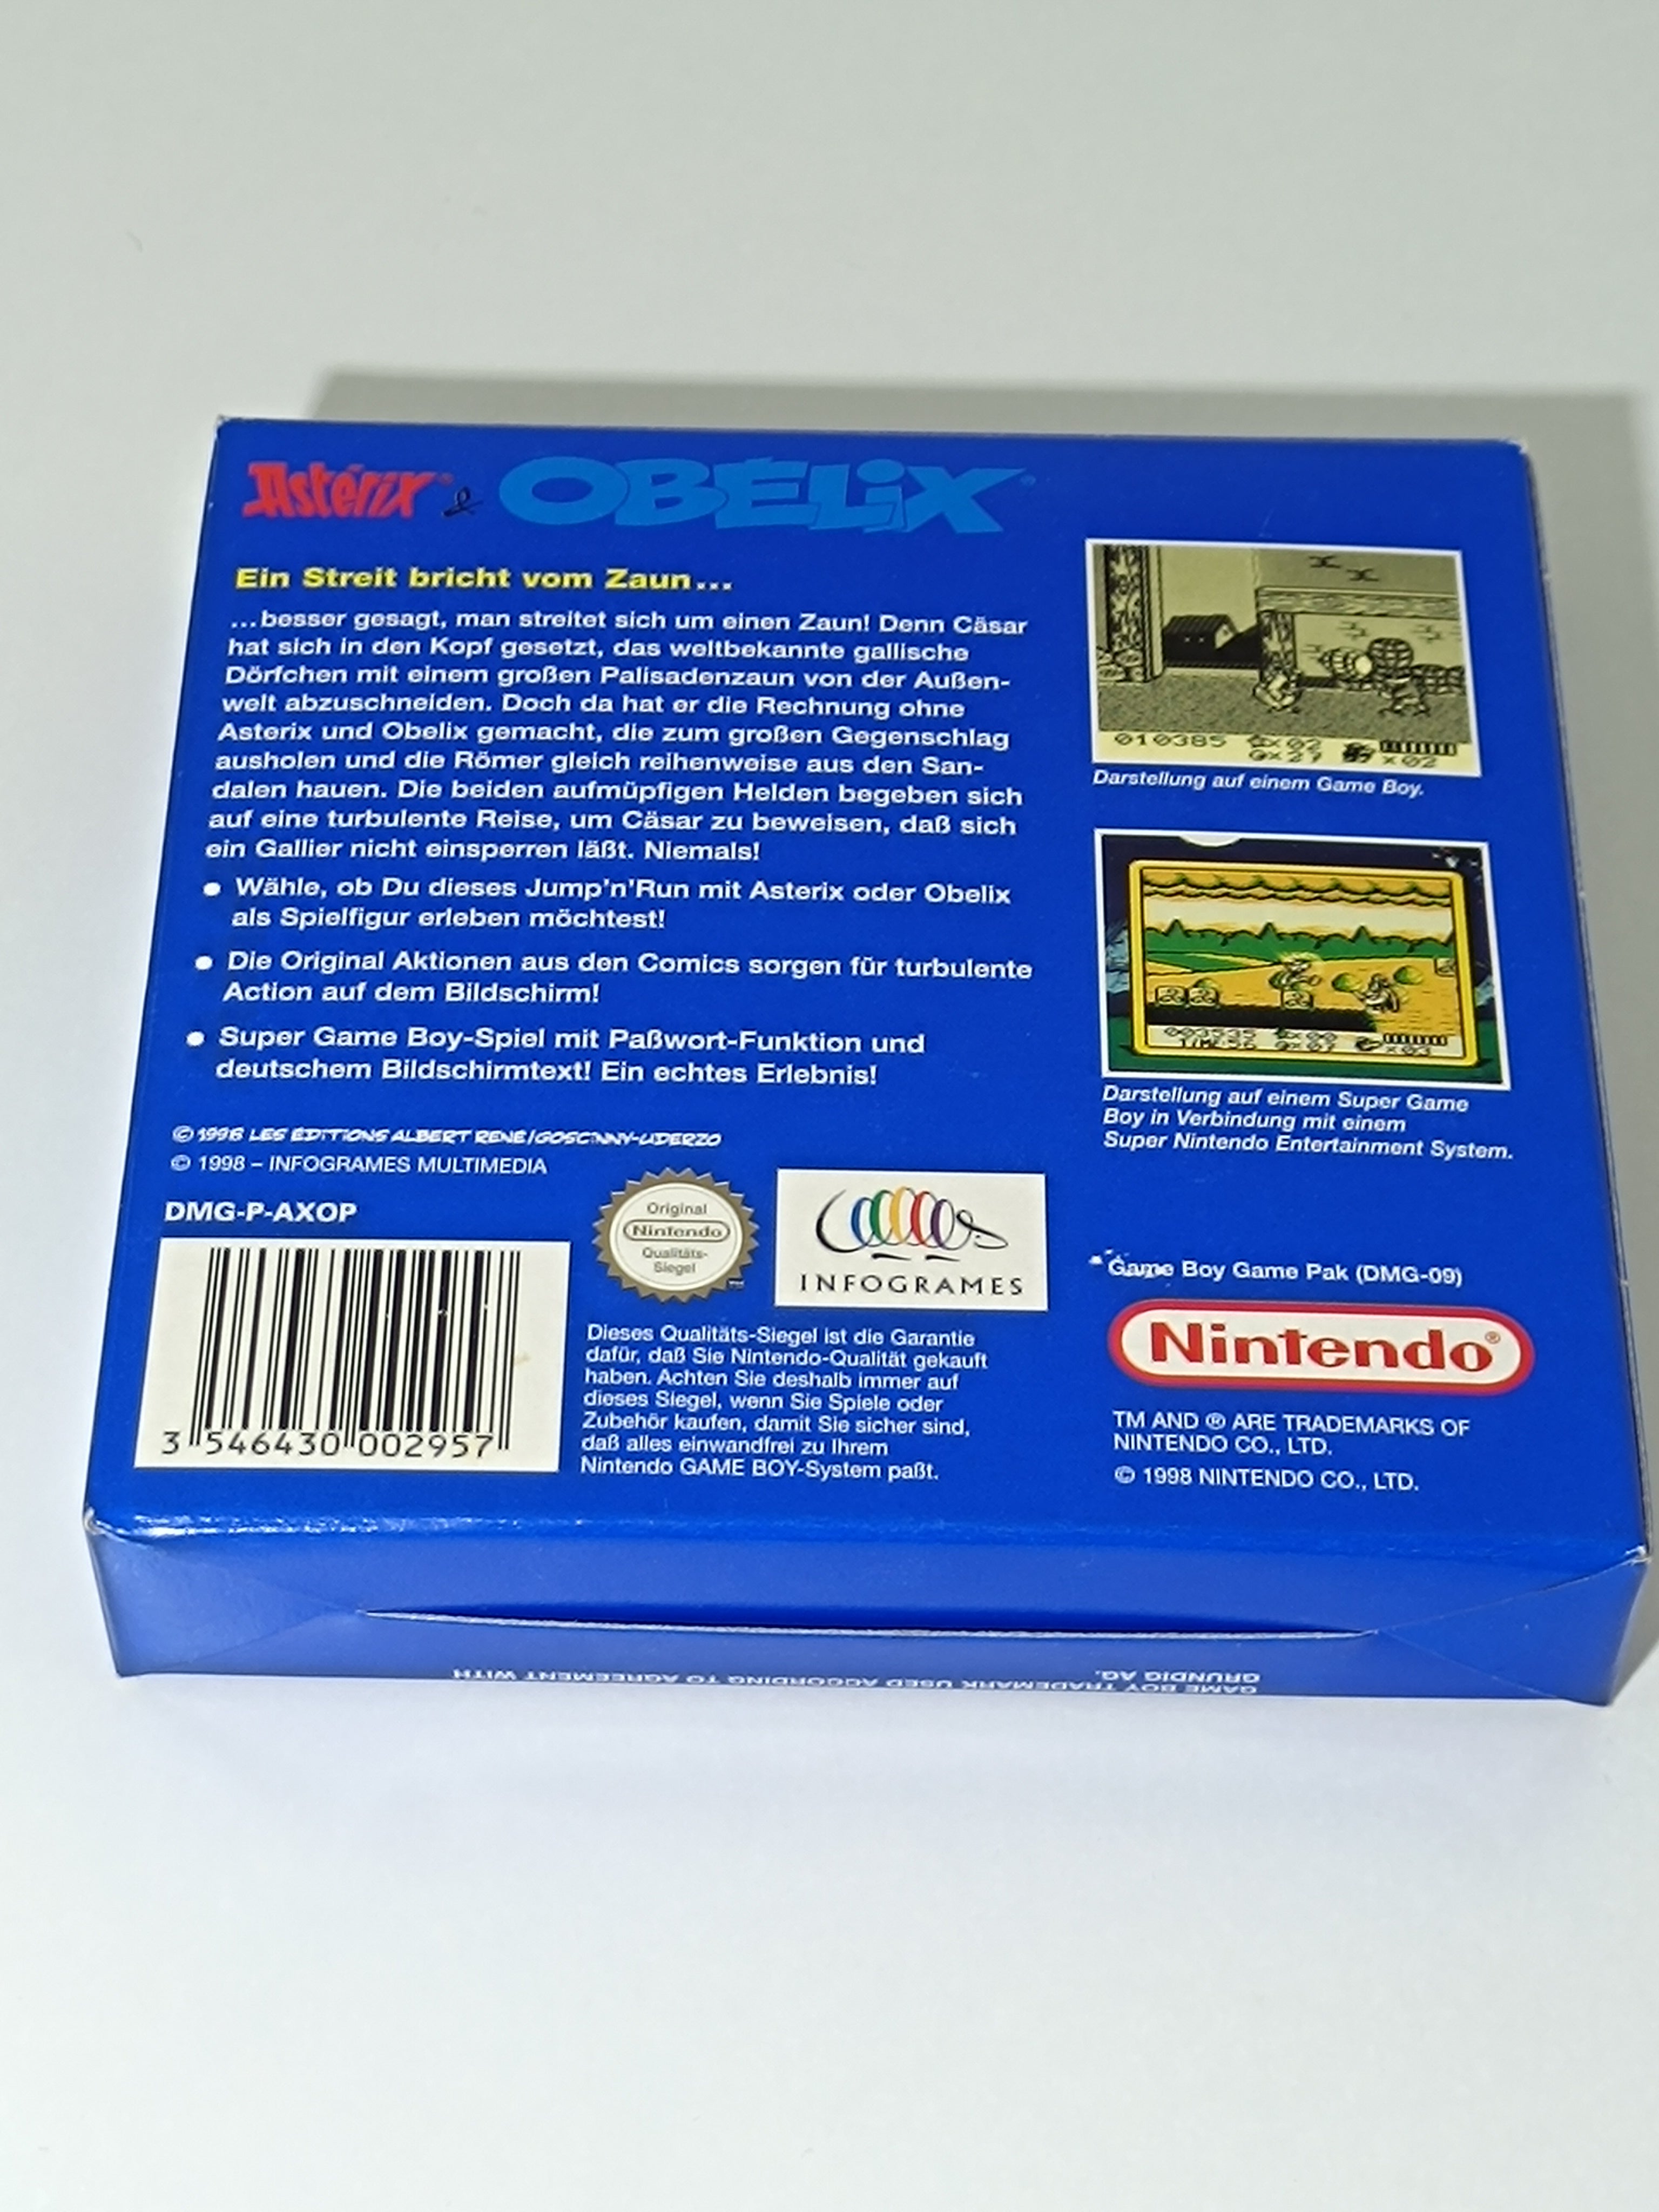 Astérix & OBÉLIX
Ein Streit bricht vom Zaun...
...besser gesagt, man streitet sich um einen Zaun! Denn Cäsar
hat sich in den Kopf gesetzt, das weltbekannte gallische
Dörfchen mit einem großen Palisadenzaun von der Außen-
welt abzuschneiden. Doch da hat er die Rechnung ohne
Asterix und Obelix gemacht, die zum großen Gegenschlag
ausholen und die Römer gleich reihenweise aus den San-
dalen hauen. Die beiden aufmüpfigen Helden begeben sich
auf eine turbulente Reise, um Cäsar zu beweisen, daß sich
ein Gallier nicht einsperren läßt. Niemals!
● Wähle, ob Du dieses Jump'n'Run mit Asterix oder Obelix
als Spielfigur erleben möchtest!
● Die Original Aktionen aus den Comics sorgen für turbulente
Action auf dem Bildschirm!
● Super Game Boy-Spiel mit Paßwort-Funktion und
deutschem Bildschirmtext! Ein echtes Erlebnis!
010385 x02
x27 x02
Darstellung auf einem Game Boy.
003535 x00
TIME:
x07 x03
Darstellung auf einem Super Game
Boy in Verbindung mit einem
Super Nintendo Entertainment System.
© 1998 LES ÉDITIONS ALBERT RENÉ/GOSCINNY-UDERZO
© 1998 – INFOGRAMES MULTIMEDIA
DMG-P-AXOP
3 546430 002957
Original
Nintendo
Qualitäts-
Siegel
INFOGRAMES
Dieses Qualitäts-Siegel ist die Garantie
dafür, daß Sie Nintendo-Qualität gekauft
haben. Achten Sie deshalb immer auf
dieses Siegel, wenn Sie Spiele oder
Zubehör kaufen, damit Sie sicher sind,
daß alles einwandfrei zu Ihrem
Nintendo GAME BOY-System paßt.
Game Boy Game Pak (DMG-09)
Nintendo®
TM AND ® ARE TRADEMARKS OF
NINTENDO CO., LTD.
© 1998 NINTENDO CO., LTD.
GAME BOY TRADEMARK USED ACCORDING TO AGREEMENT WITH
GRUNDIG AG.